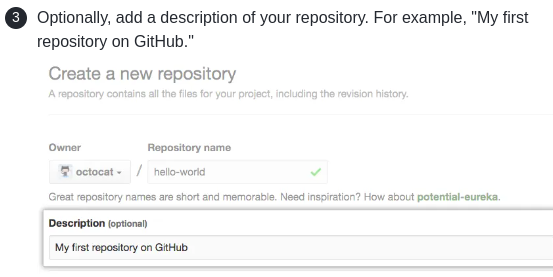 3 Optionally, add a description of your repository. For example, "My first
repository on GitHub."
Create a new repository
A repository contains all the files for your project, including the revision history.
Owner Repository name
octocat / hello-world
Great repository names are short and memorable. Need inspiration? How about potential-eureka.
Description (optional)
My first repository on GitHub